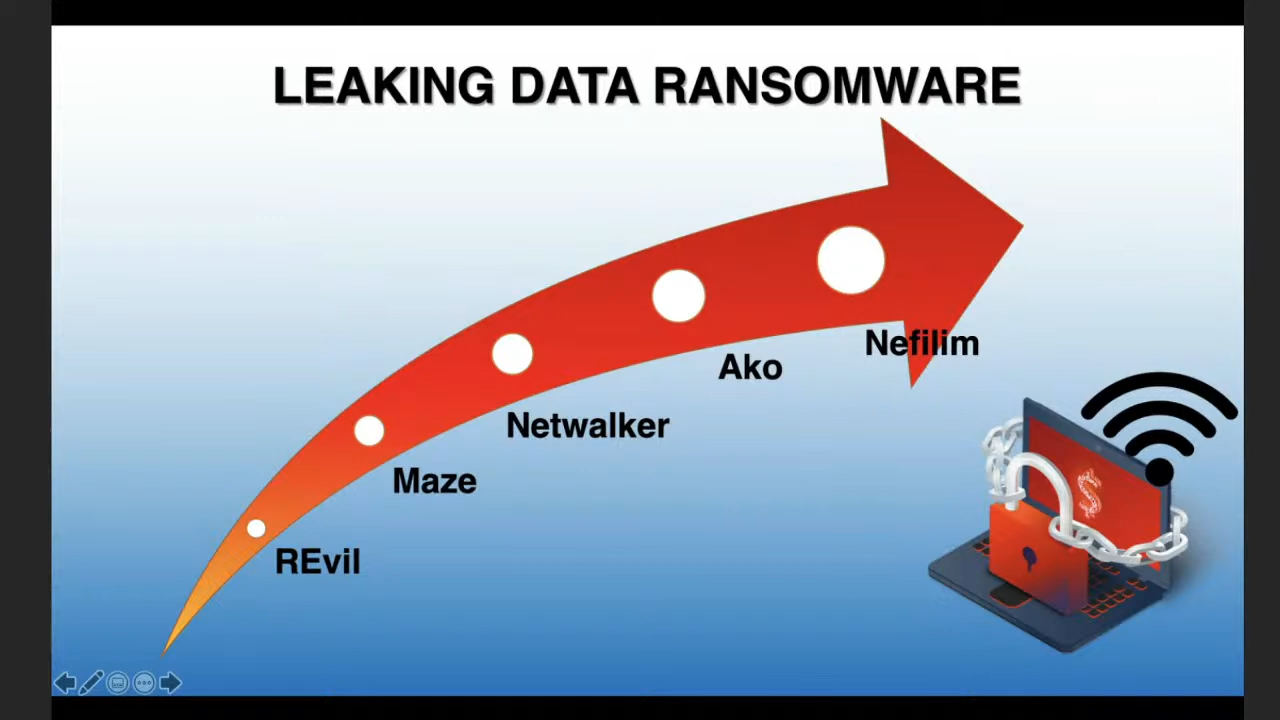 LEAKING DATA RANSOMWARE
Nefilim
Ako
Netwalker
Maze
REvil
$